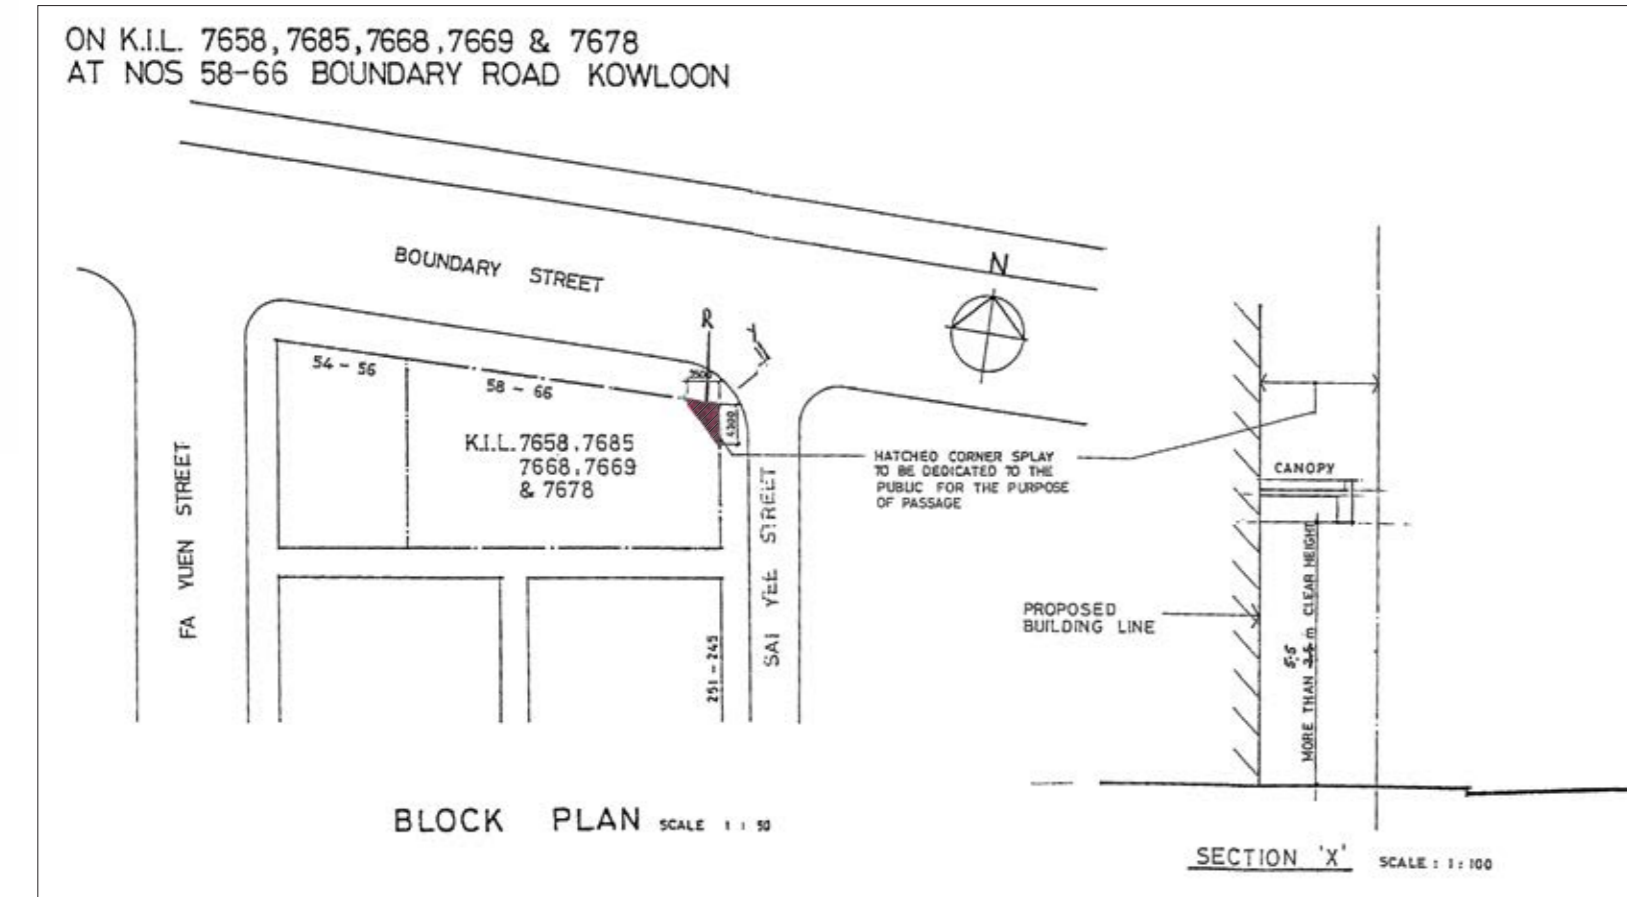 ON K.I.L. 7658,7685,7668,7669 & 7678
AT NOS 58-66 BOUNDARY ROAD KOWLOON
BOUNDARY STREET
N
R
54 - 56
58 - 66
3500
4300
K.I.L. 7658,7685
7668,7669
& 7678
FA YUEN STREET
SAI YEE STREET
251 - 245
HATCHED CORNER SPLAY
TO BE DEDICATED TO THE
PUBLIC FOR THE PURPOSE
OF PASSAGE
CANOPY
PROPOSED
BUILDING LINE
5.5
MORE THAN m CLEAR HEIGHT
BLOCK PLAN SCALE 1 : 50
SECTION 'X' SCALE : 1 : 100